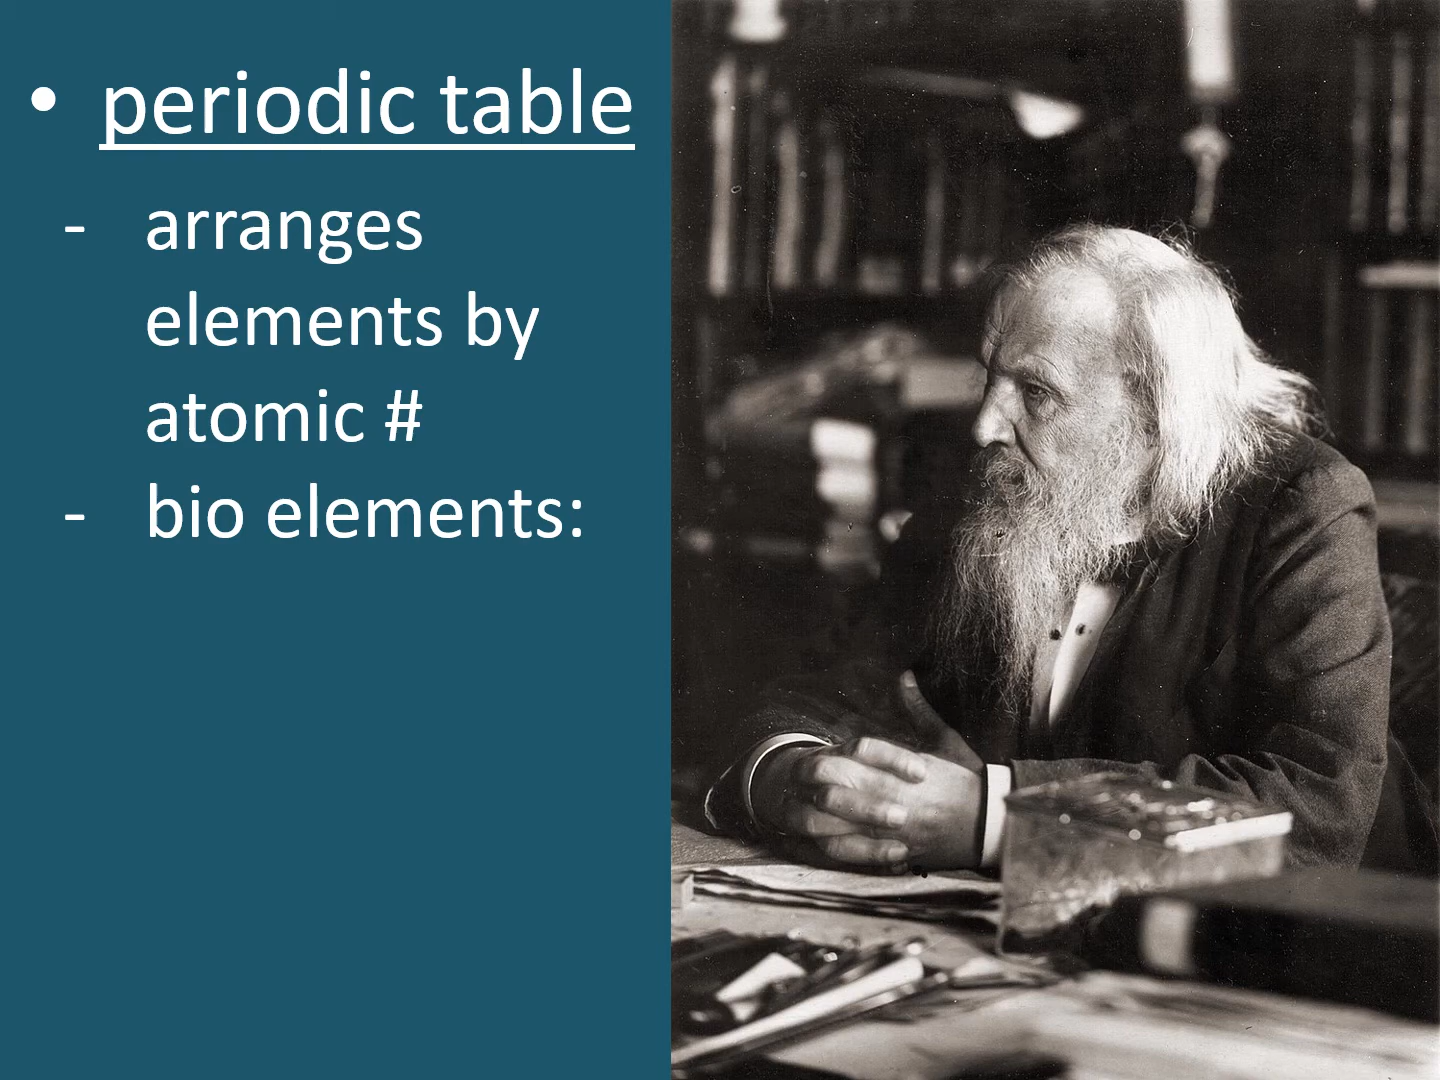 • periodic table
- arranges
elements by
atomic #
- bio elements: